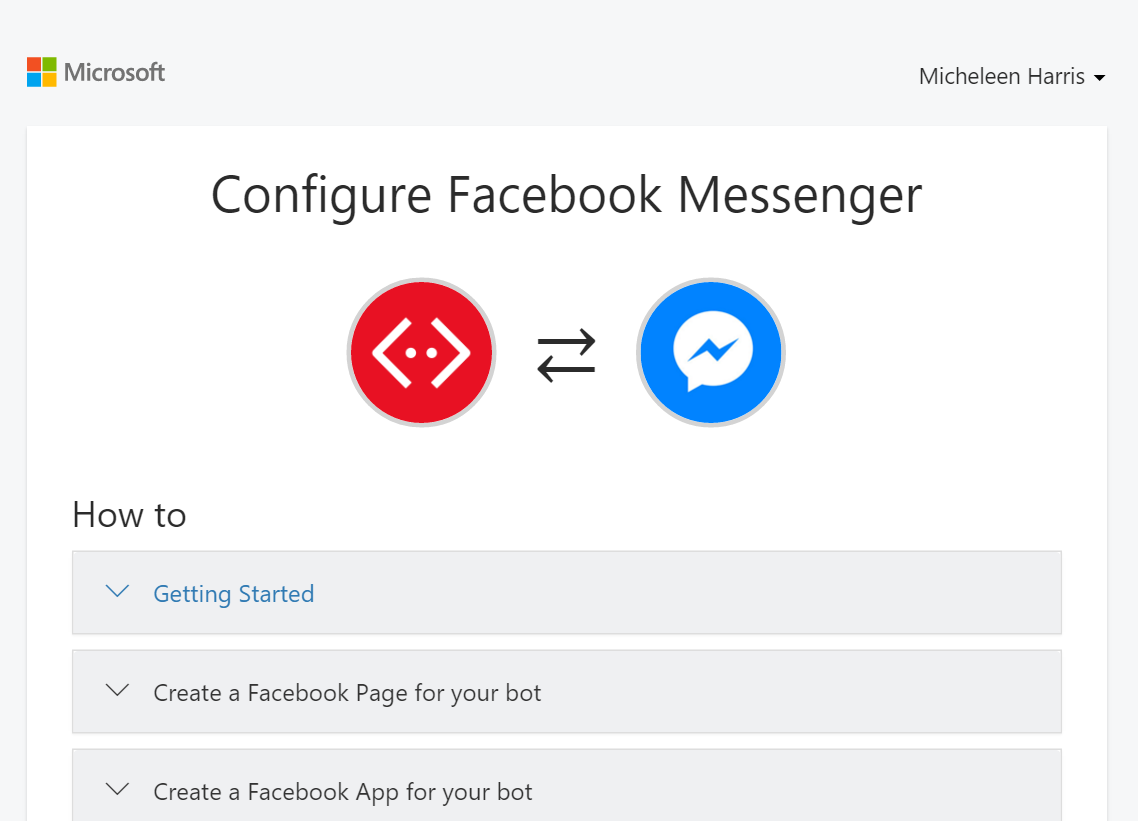 Microsoft
Micheleen Harris
Configure Facebook Messenger
How to
Getting Started
Create a Facebook Page for your bot
Create a Facebook App for your bot